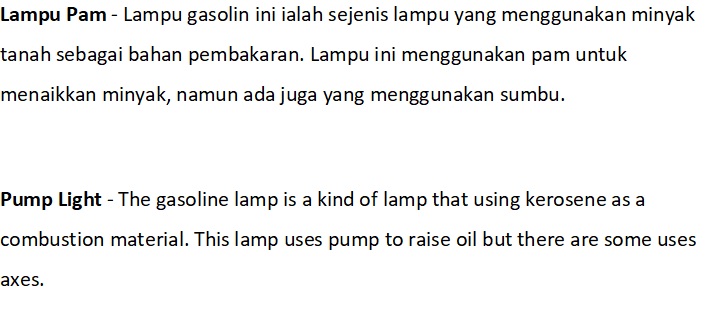 Lampu Pam - Lampu gasolin ini ialah sejenis lampu yang menggunakan minyak
tanah sebagai bahan pembakaran. Lampu ini menggunakan pam untuk
menaikkan minyak, namun ada juga yang menggunakan sumbu.
Pump Light - The gasoline lamp is a kind of lamp that using kerosene as a
combustion material. This lamp uses pump to raise oil but there are some uses
axes.